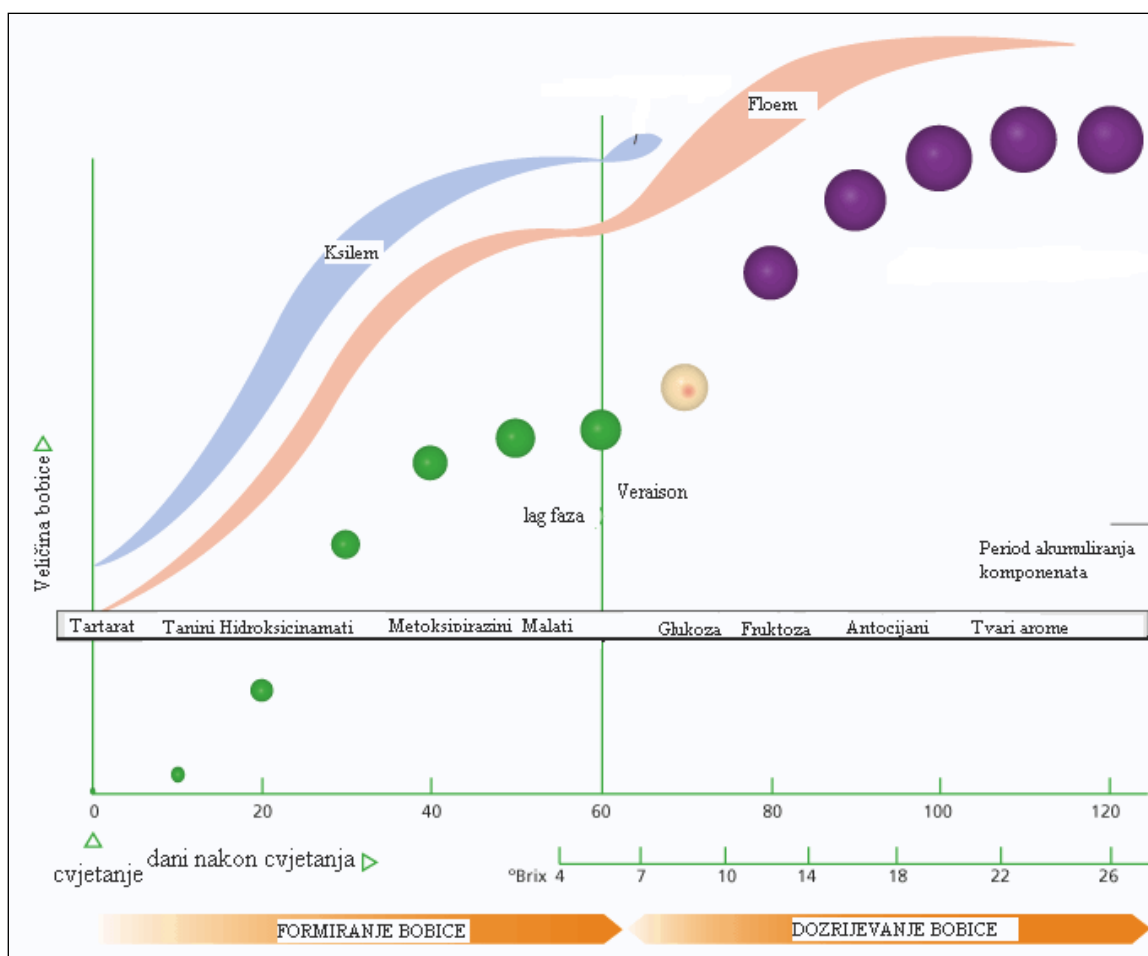 Floem
Ksilem
Veličina bobice
Veraison
lag faza
Period akumuliranja
komponenata
Tartarat Tanini Hidroksicinamati Metoksipirazini Malati Glukoza Fruktoza Antocijani Tvari arome
0 20 40 60 80 100 120
cvjetanje
dani nakon cvjetanja
°Brix 4 7 10 14 18 22 26
FORMIRANJE BOBICE
DOZRIJEVANJE BOBICE